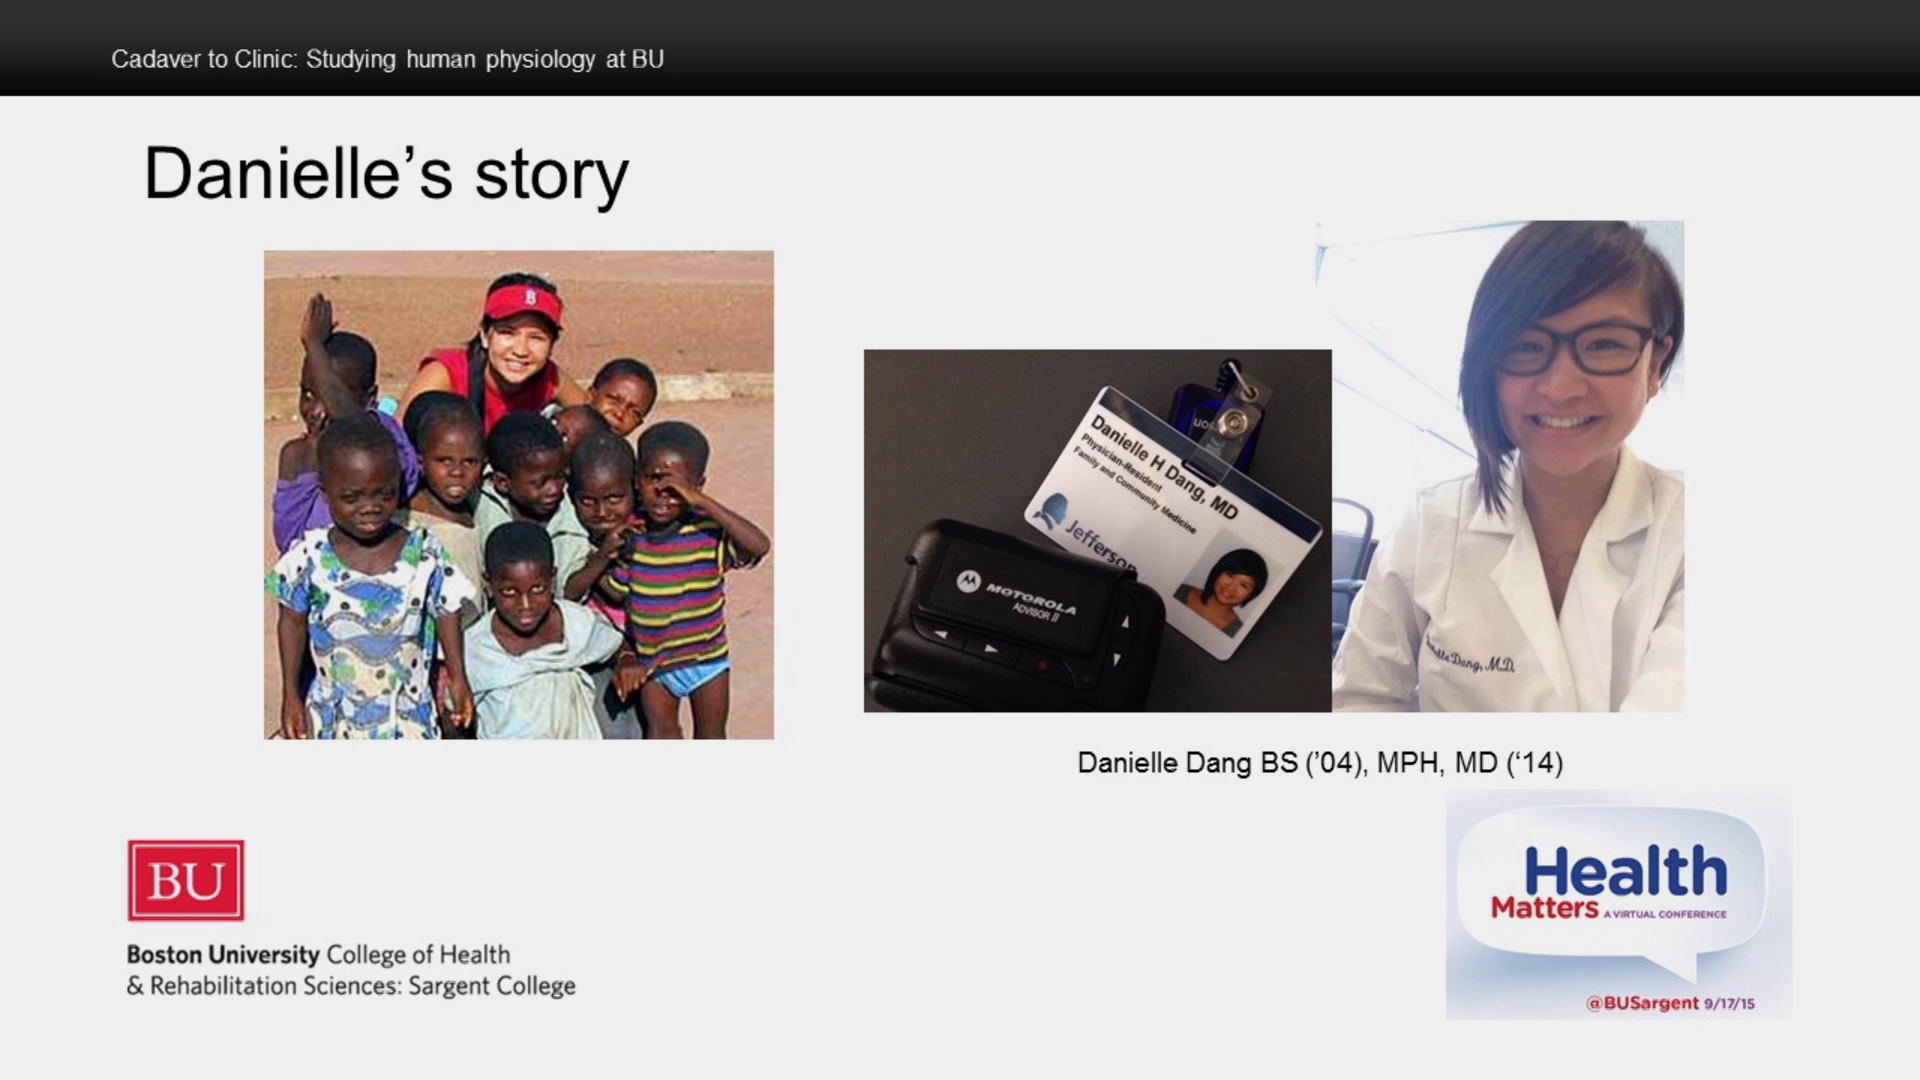 Cadaver to Clinic: Studying human physiology at BU
Danielle’s story
B
Danielle H Dang, MD
Physician-Resident
Family and Community Medicine
Jefferson
MOTOROLA
ADVISOR II
Dang, M.D.
Danielle Dang BS (’04), MPH, MD (‘14)
BU
Boston University College of Health
& Rehabilitation Sciences: Sargent College
Health
Matters A VIRTUAL CONFERENCE
@BUSargent 9/17/15